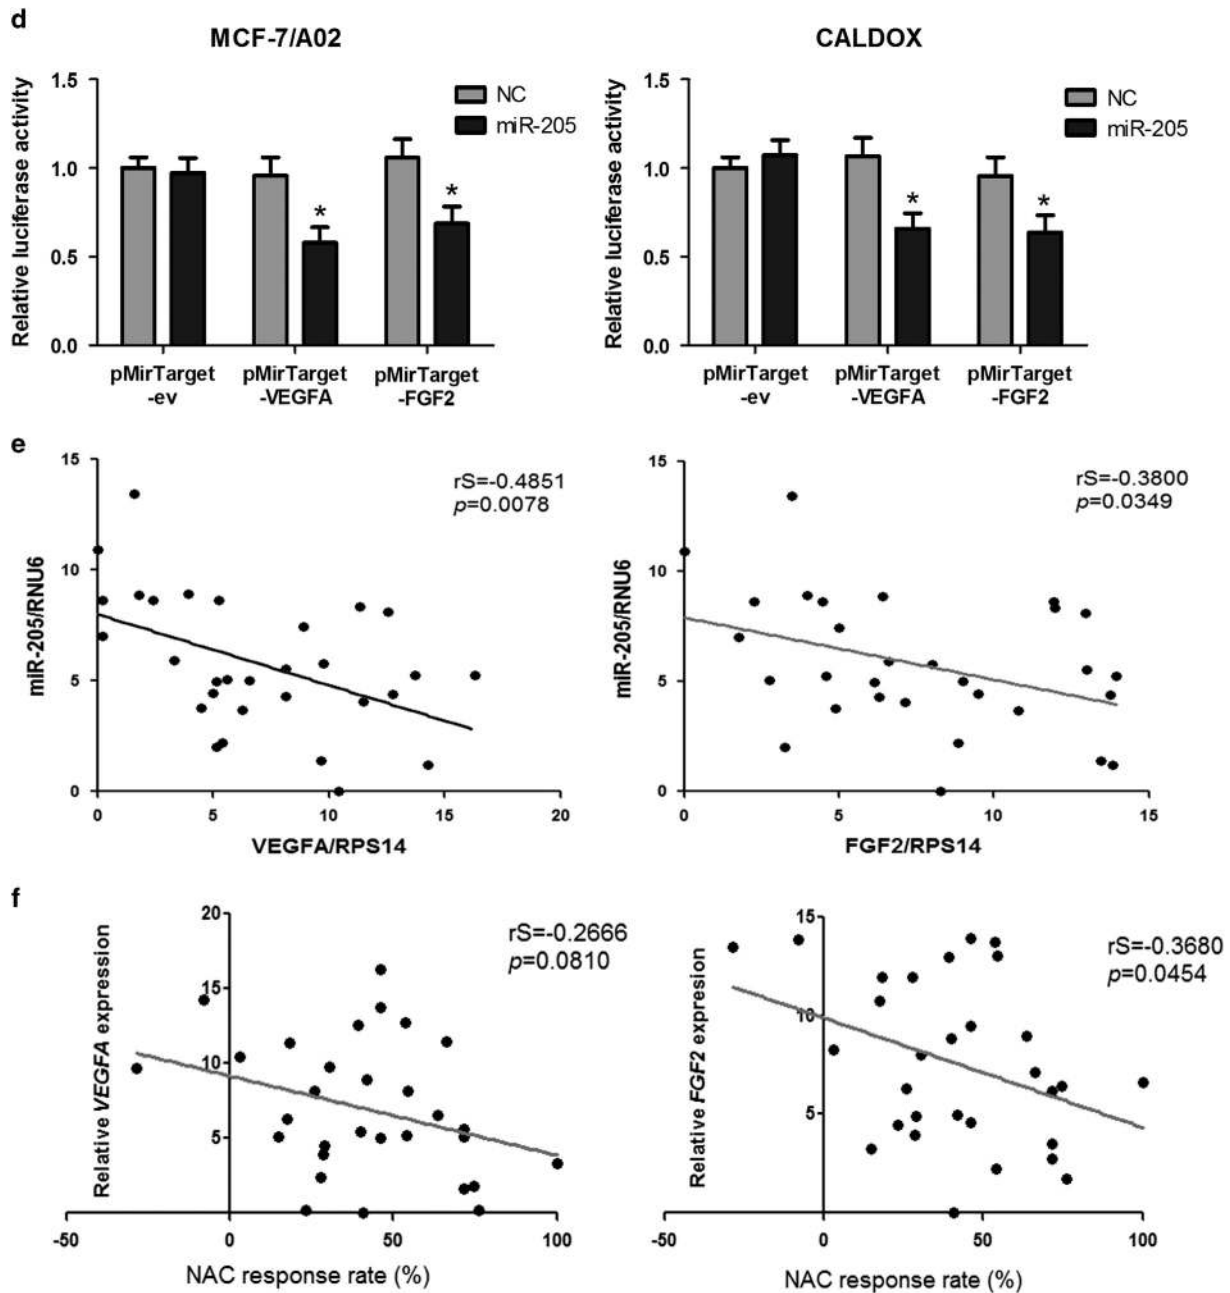 d
MCF-7/A02
CALDOX
Relative luciferase activity
1.5
1.0
0.5
0.0
NC
miR-205
*
*
pMirTarget
-ev
pMirTarget
-VEGFA
pMirTarget
-FGF2
Relative luciferase activity
1.5
1.0
0.5
0.0
NC
miR-205
*
*
pMirTarget
-ev
pMirTarget
-VEGFA
pMirTarget
-FGF2
e
miR-205/RNU6
15
10
5
0
rS=-0.4851
p=0.0078
0 5 10 15 20
VEGFA/RPS14
miR-205/RNU6
15
10
5
0
rS=-0.3800
p=0.0349
0 5 10 15
FGF2/RPS14
f
Relative VEGFA expression
20
15
10
5
rS=-0.2666
p=0.0810
-50 0 50 100
NAC response rate (%)
Relative FGF2 expresion
15
10
5
rS=-0.3680
p=0.0454
-50 0 50 100
NAC response rate (%)